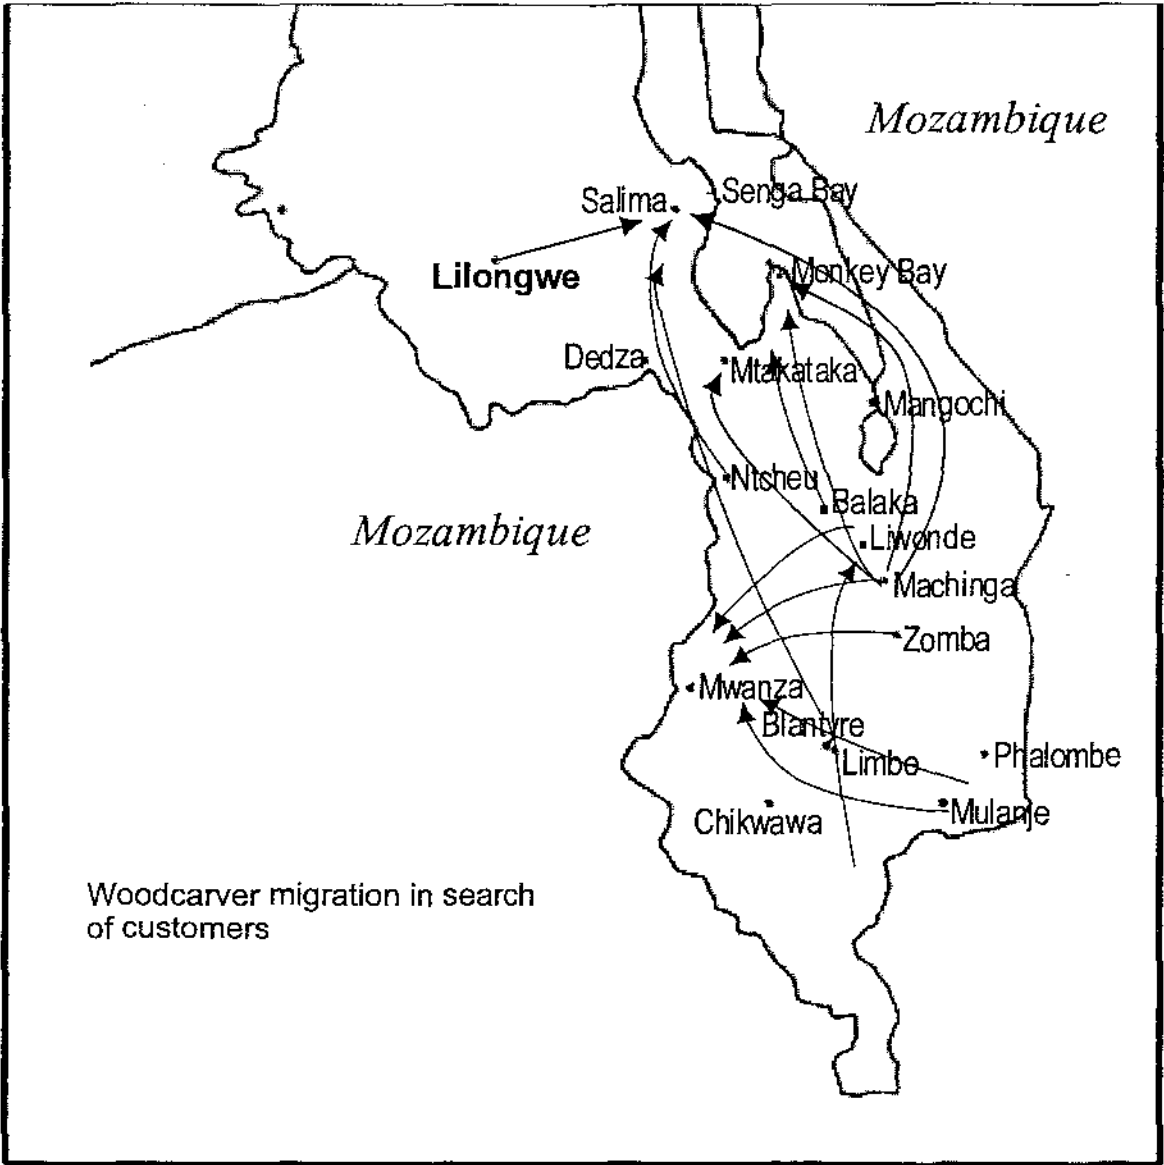 Mozambique
Senga Bay
Salima
Monkey Bay
Lilongwe
Dedza
Mtakataka
Mangochi
Ntcheu
Balaka
Mozambique
Liwonde
Machinga
Zomba
Mwanza
Blantyre
Phalombe
Limbe
Mulanje
Chikwawa
Woodcarver migration in search
of customers